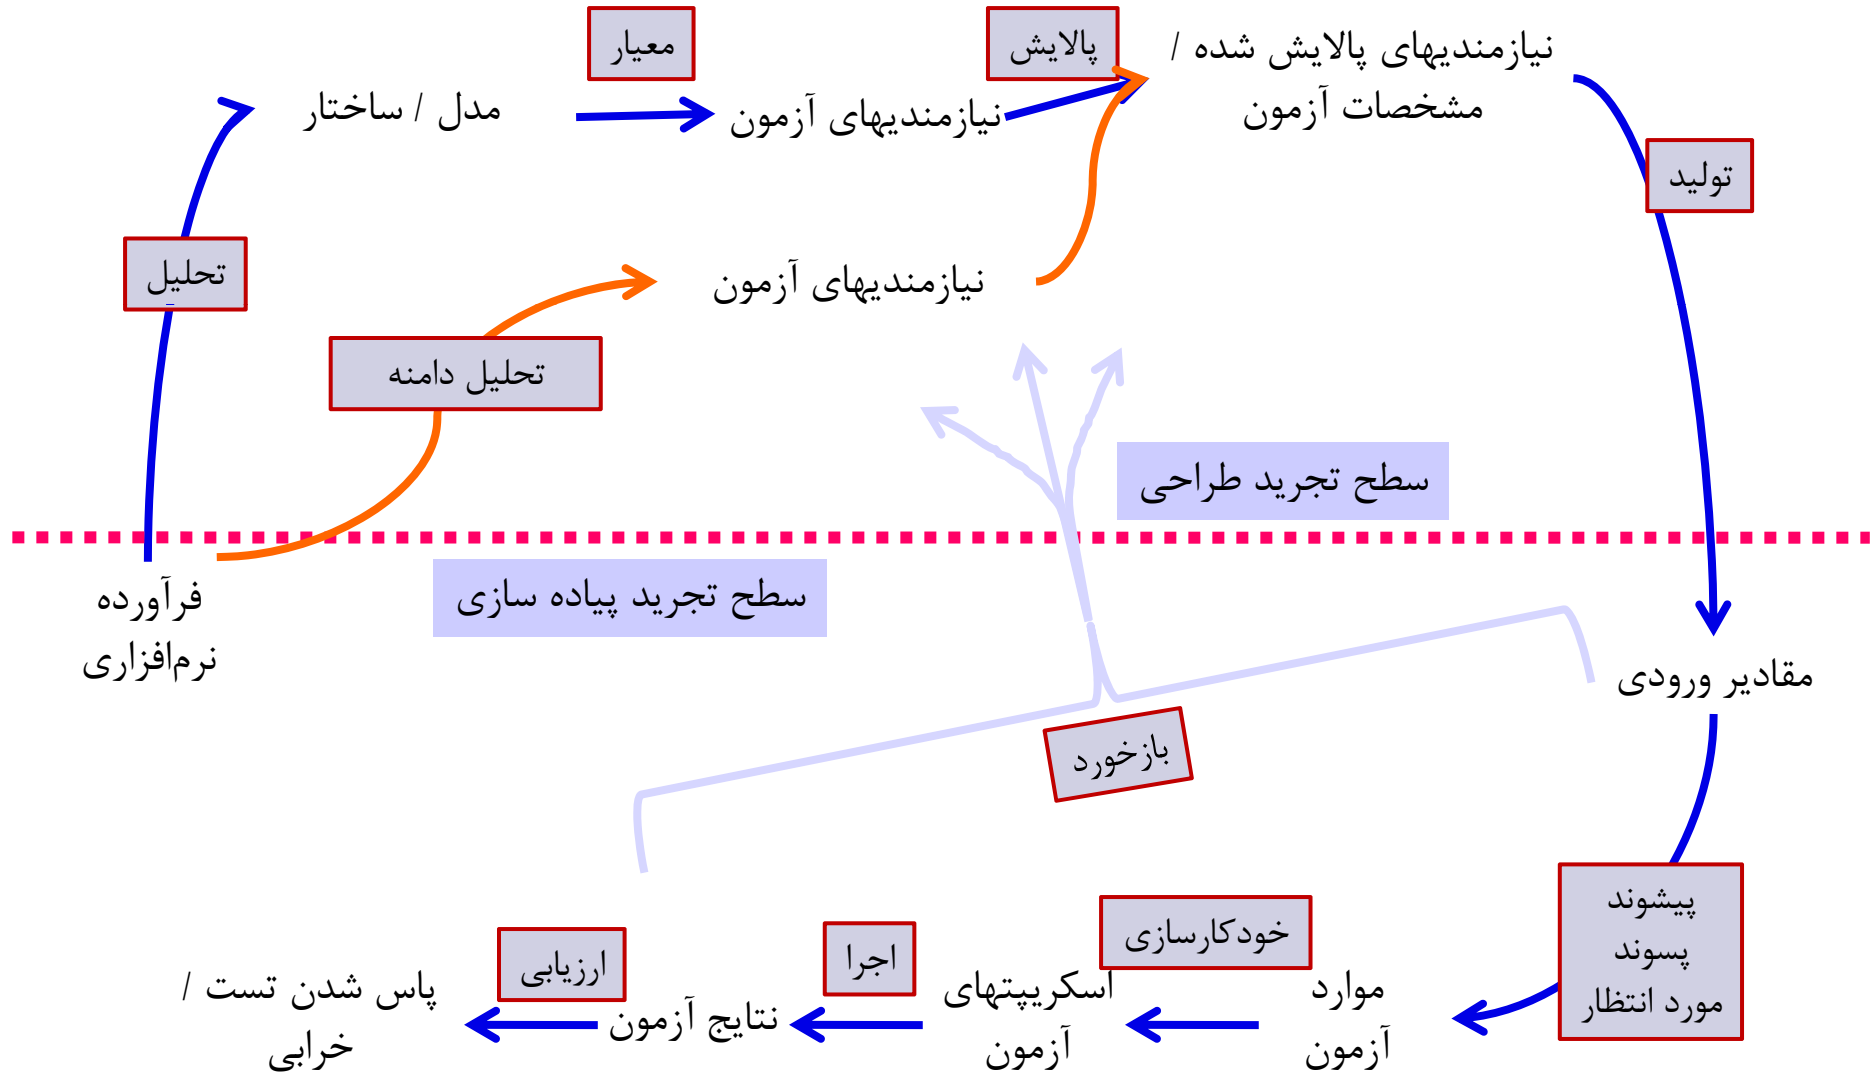 معیار
پالایش
نیازمندیهای پالایش شده /
مشخصات آزمون
مدل / ساختار
نیازمندیهای آزمون
تولید
تحلیل
نیازمندیهای آزمون
تحلیل دامنه
سطح تجرید طراحی
سطح تجرید پیاده سازی
فرآورده
نرم‌افزاری
مقادیر ورودی
بازخورد
پیشوند
پسوند
مورد انتظار
خودکارسازی
اجرا
ارزیابی
موارد
آزمون
اسکریپتهای
آزمون
نتایج آزمون
پاس شدن تست /
خرابی